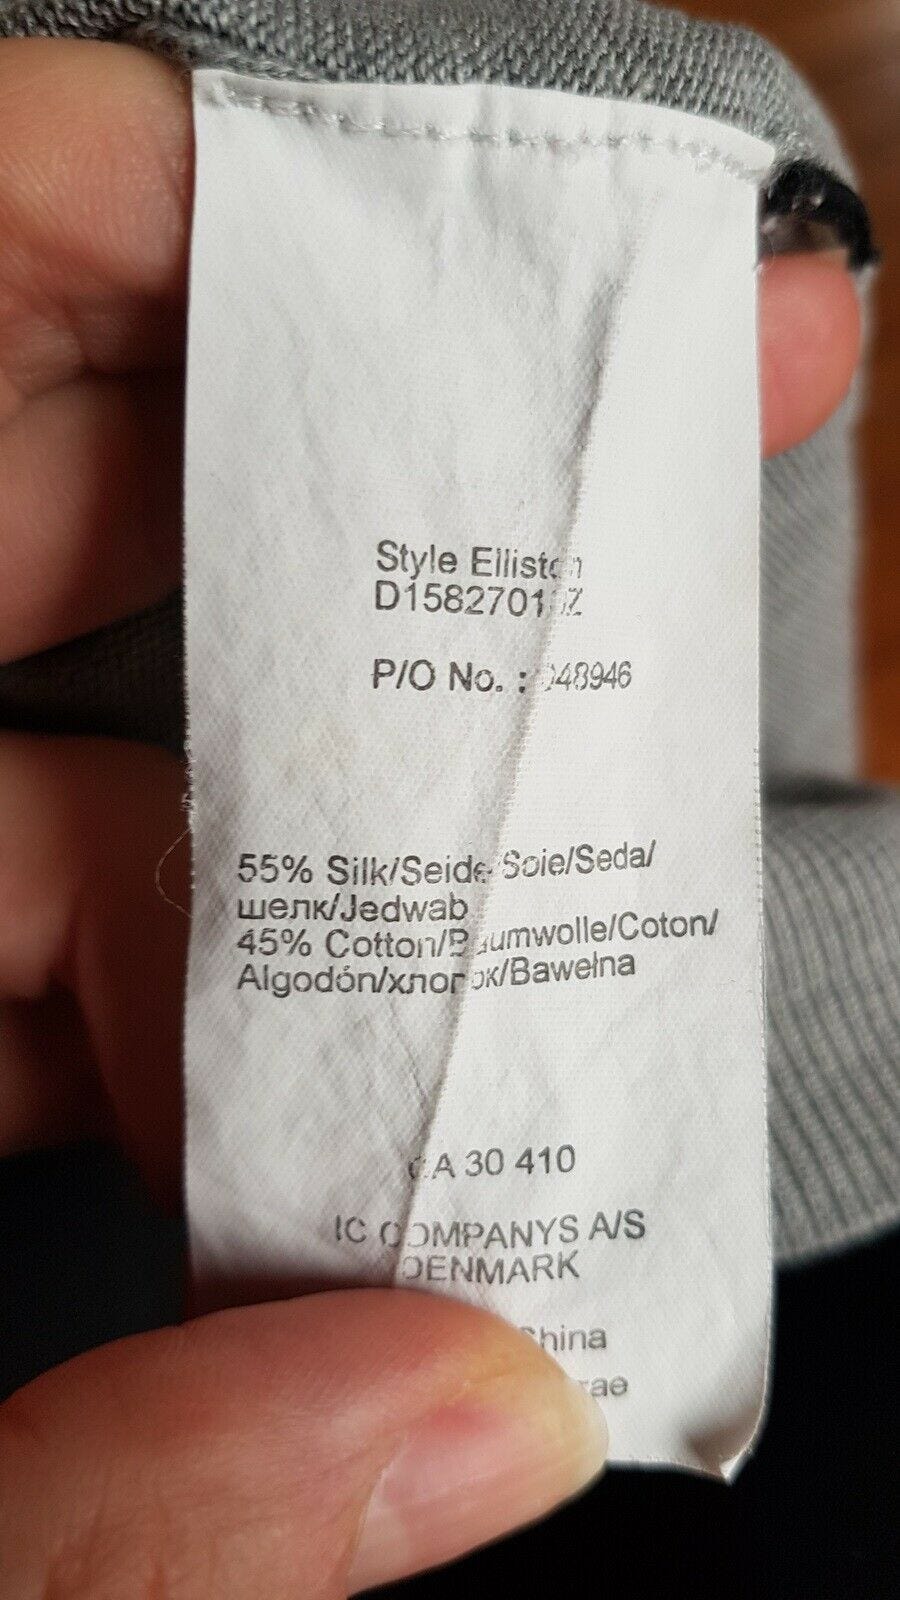 Style
P/O No. :
55% Silk/Seide/Soie/Seda/
шелк/Jedwab
45% Cotton/Baumwolle/Coton/
Algodón/хлопок/Bawełna
CA 30 410
IC COMPANYS A/S
DENMARK
China